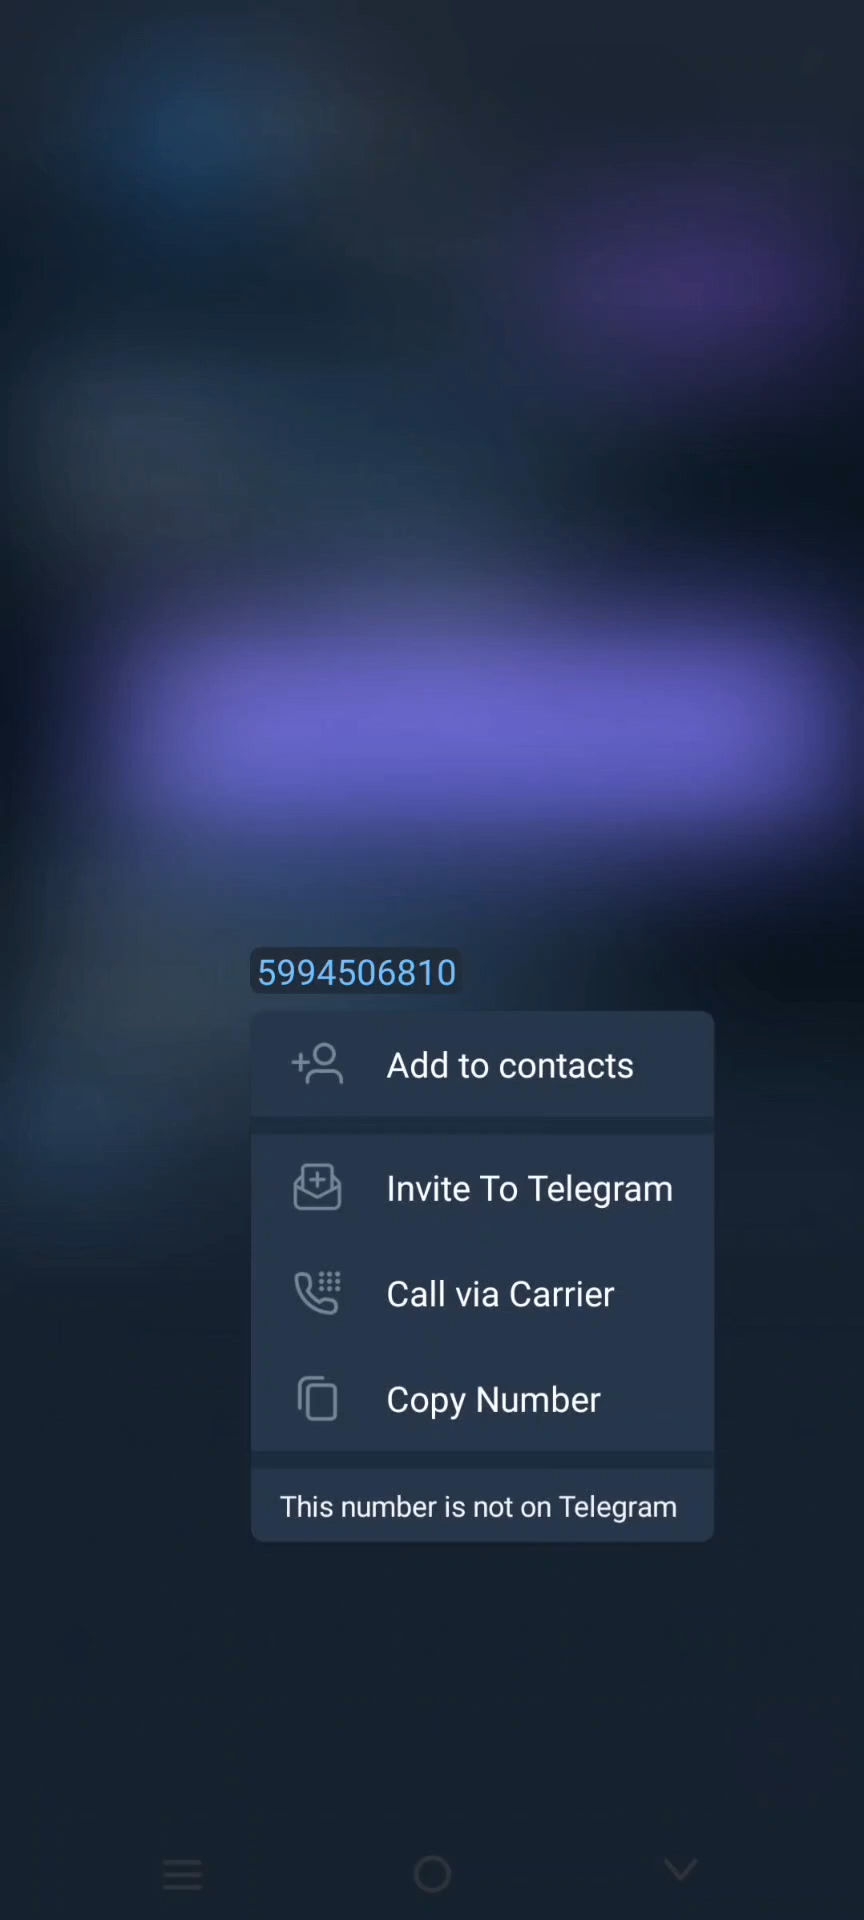 5994506810
Add to contacts
Invite To Telegram
Call via Carrier
Copy Number
This number is not on Telegram